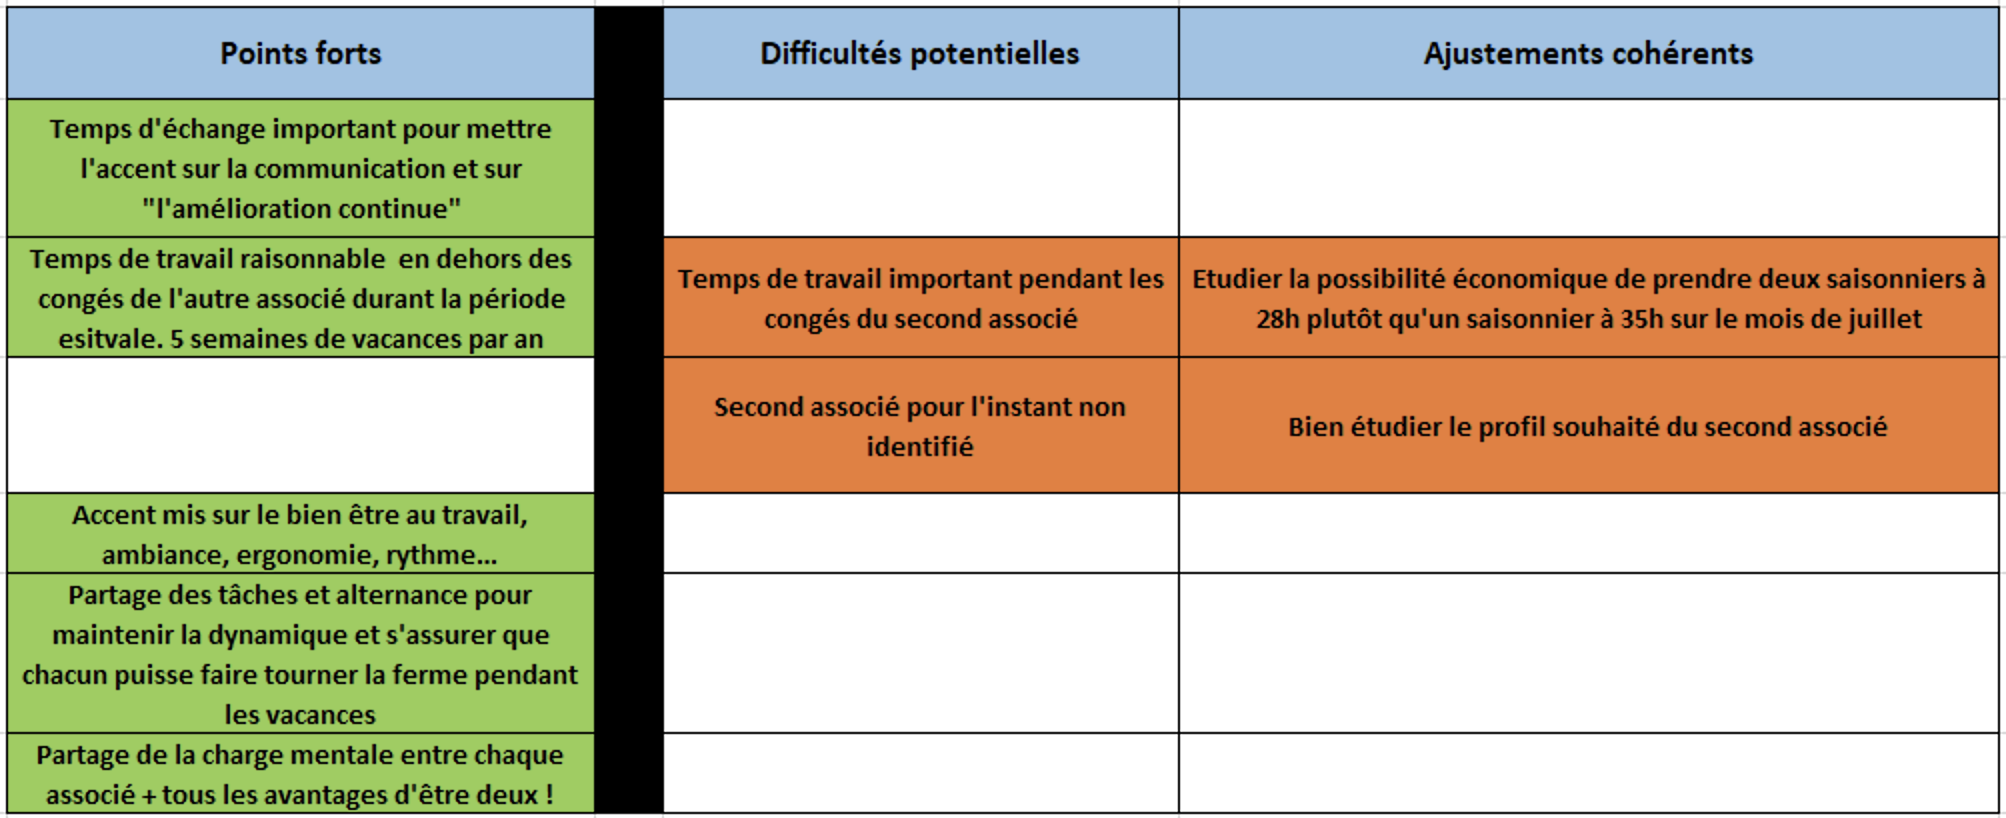 Points forts
Difficultés potentielles
Ajustements cohérents
Temps d'échange important pour mettre
l'accent sur la communication et sur
"l'amélioration continue"
Temps de travail raisonnable  en dehors des
congés de l'autre associé durant la période
esitvale. 5 semaines de vacances par an
Temps de travail important pendant les
congés du second associé
Etudier la possibilité économique de prendre deux saisonniers à
28h plutôt qu'un saisonnier à 35h sur le mois de juillet
Second associé pour l'instant non
identifié
Bien étudier le profil souhaité du second associé
Accent mis sur le bien être au travail,
ambiance, ergonomie, rythme...
Partage des tâches et alternance pour
maintenir la dynamique et s'assurer que
chacun puisse faire tourner la ferme pendant
les vacances
Partage de la charge mentale entre chaque
associé + tous les avantages d'être deux !